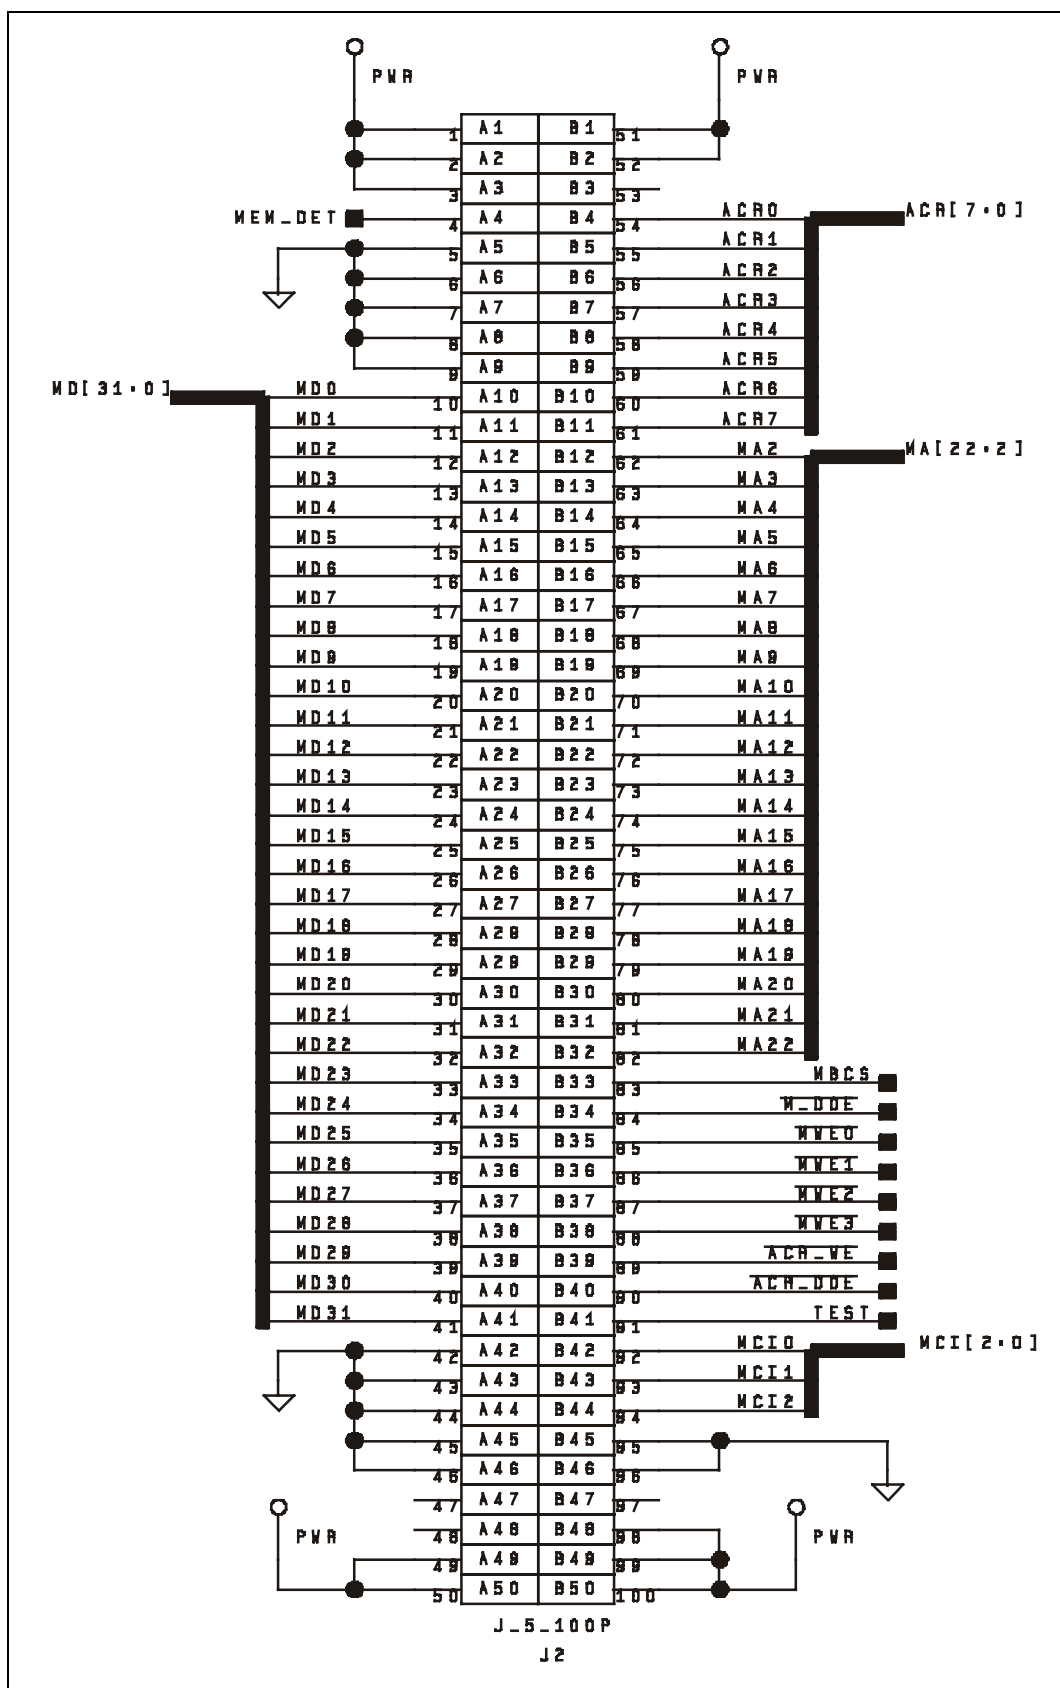 PWR PWR
1 A1 B1 51
2 A2 B2 52
3 A3 B3 53
MEM_DET 4 A4 B4 54 ACR0 ACR[7:0]
5 A5 B5 55 ACR1
6 A6 B6 56 ACR2
7 A7 B7 57 ACR3
8 A8 B8 58 ACR4
9 A9 B9 59 ACR5
MD[31:0] MD0 10 A10 B10 60 ACR6
MD1 11 A11 B11 61 ACR7
MD2 12 A12 B12 62 MA2 MA[22:2]
MD3 13 A13 B13 63 MA3
MD4 14 A14 B14 64 MA4
MD5 15 A15 B15 65 MA5
MD6 16 A16 B16 66 MA6
MD7 17 A17 B17 67 MA7
MD8 18 A18 B18 68 MA8
MD9 19 A19 B19 69 MA9
MD10 20 A20 B20 70 MA10
MD11 21 A21 B21 71 MA11
MD12 22 A22 B22 72 MA12
MD13 23 A23 B23 73 MA13
MD14 24 A24 B24 74 MA14
MD15 25 A25 B25 75 MA15
MD16 26 A26 B26 76 MA16
MD17 27 A27 B27 77 MA17
MD18 28 A28 B28 78 MA18
MD19 29 A29 B29 79 MA19
MD20 30 A30 B30 80 MA20
MD21 31 A31 B31 81 MA21
MD22 32 A32 B32 82 MA22
MD23 33 A33 B33 83 MBCS
MD24 34 A34 B34 84 M_DOE
MD25 35 A35 B35 85 MWE0
MD26 36 A36 B36 86 MWE1
MD27 37 A37 B37 87 MWE2
MD28 38 A38 B38 88 MWE3
MD29 39 A39 B39 89 ACR_WE
MD30 40 A40 B40 90 ACR_DOE
MD31 41 A41 B41 91 TEST
42 A42 B42 92 MCI0 MCI[2:0]
43 A43 B43 93 MCI1
44 A44 B44 94 MCI2
45 A45 B45 95
46 A46 B46 96
47 A47 B47 97
PWR 48 A48 B48 98 PWR
49 A49 B49 99
50 A50 B50 100
J_5_100P
J2